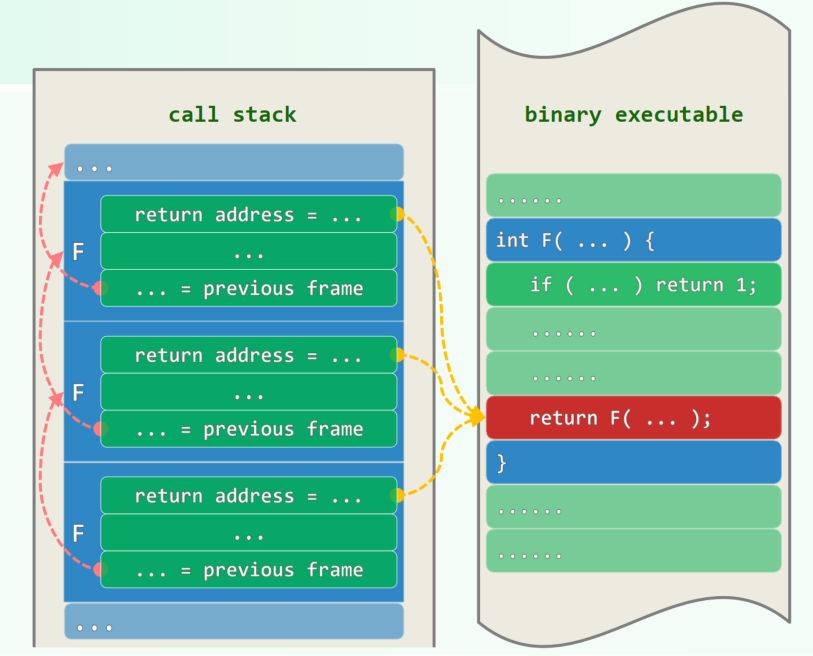 call stack
...
F
return address = ...
...
... = previous frame
F
return address = ...
...
... = previous frame
F
return address = ...
...
... = previous frame
...
binary executable
......
int F( ... ) {
if ( ... ) return 1;
......
......
return F( ... );
}
......
......